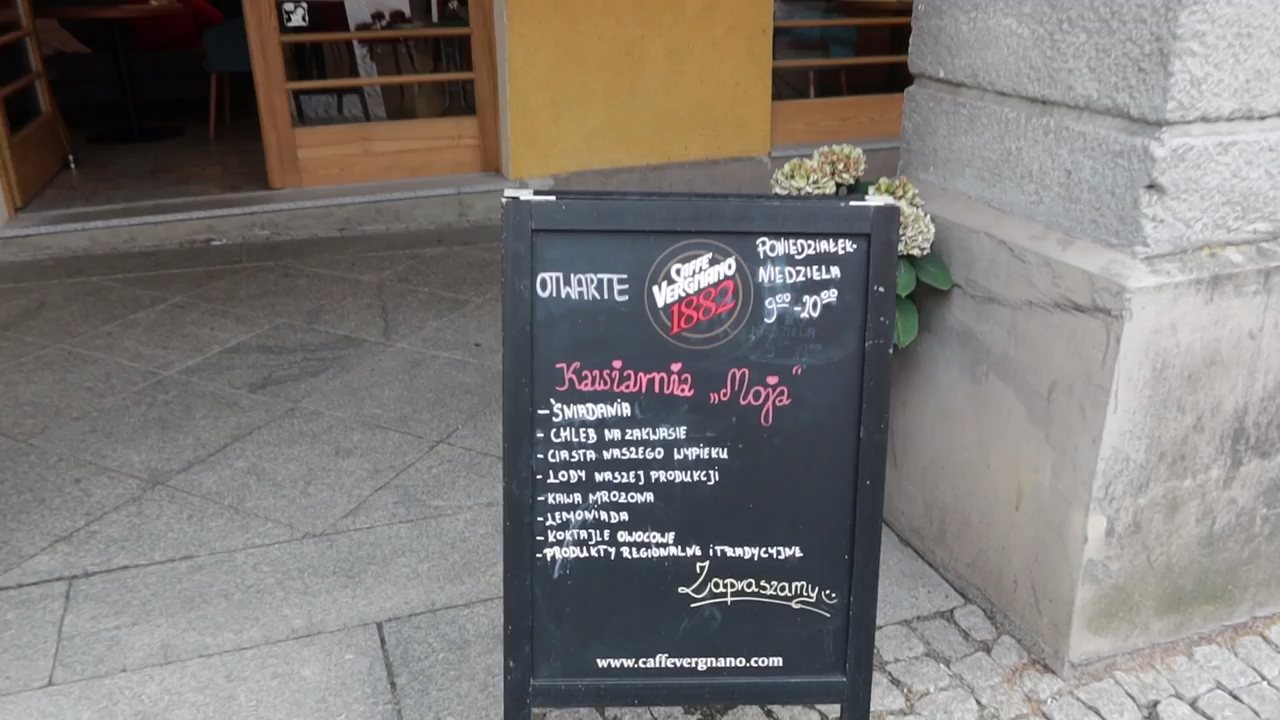 OTWARTE
CAFFÈ
VERGNANO
1882
PONIEDZIAŁEK-
NIEDZIELA
9⁰⁰-20⁰⁰
Kawiarnia „Moja"
- ŚNIADANIA
- CHLEB NA ZAKWASIE
- CIASTA NASZEGO WYPIEKU
- LODY NASZEJ PRODUKCJI
- KAWA MROŻONA
- LEMONIADA
- KOKTAJLE OWOCOWE
- PRODUKTY REGIONALNE i TRADYCYJNE
Zapraszamy
www.caffevergnano.com